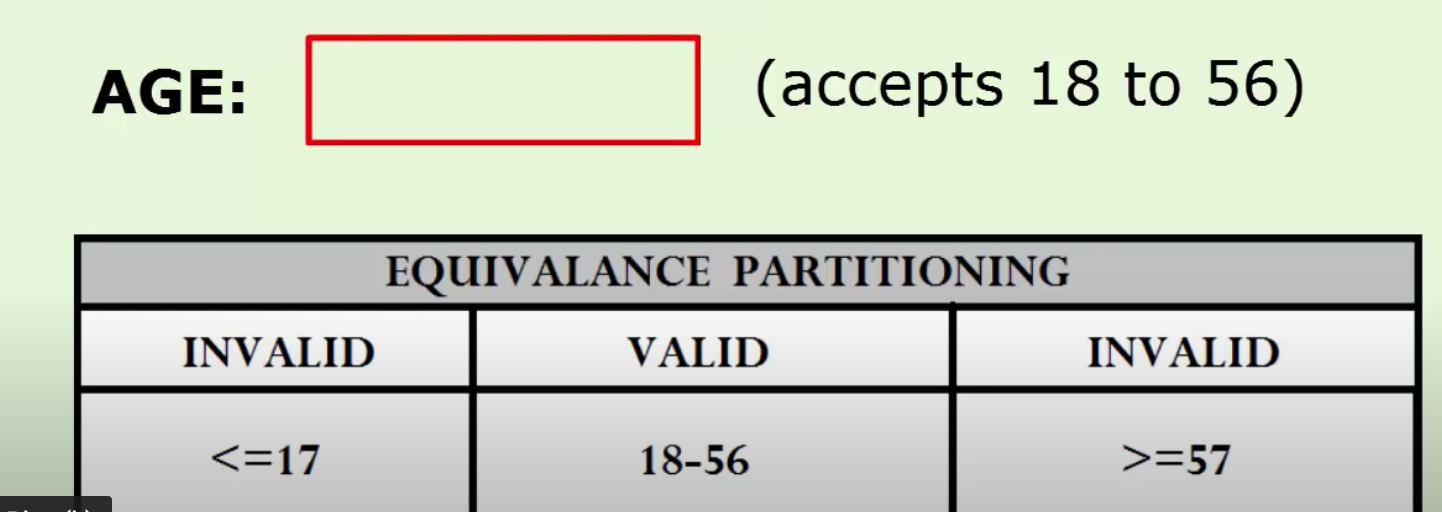 AGE: (accepts 18 to 56)
EQUIVALANCE PARTITIONING
INVALID VALID INVALID
<=17 18-56 >=57